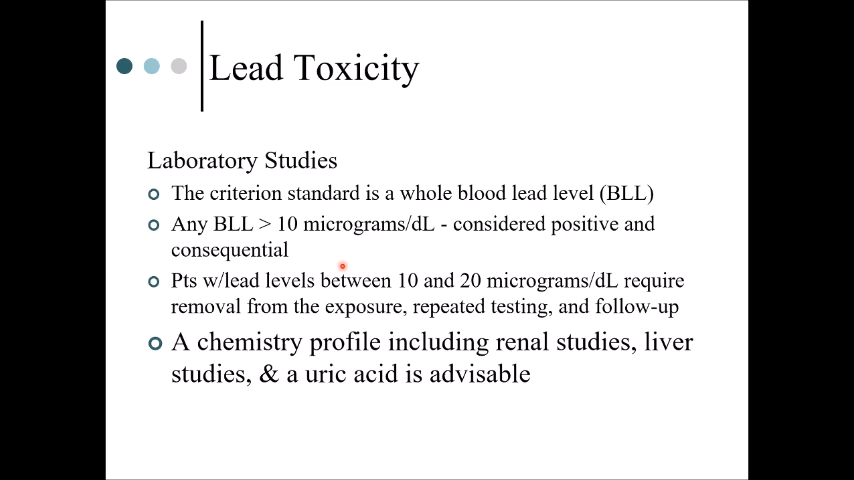 Lead Toxicity
Laboratory Studies
The criterion standard is a whole blood lead level (BLL)
Any BLL > 10 micrograms/dL - considered positive and
consequential
Pts w/lead levels between 10 and 20 micrograms/dL require
removal from the exposure, repeated testing, and follow-up
A chemistry profile including renal studies, liver
studies, & a uric acid is advisable